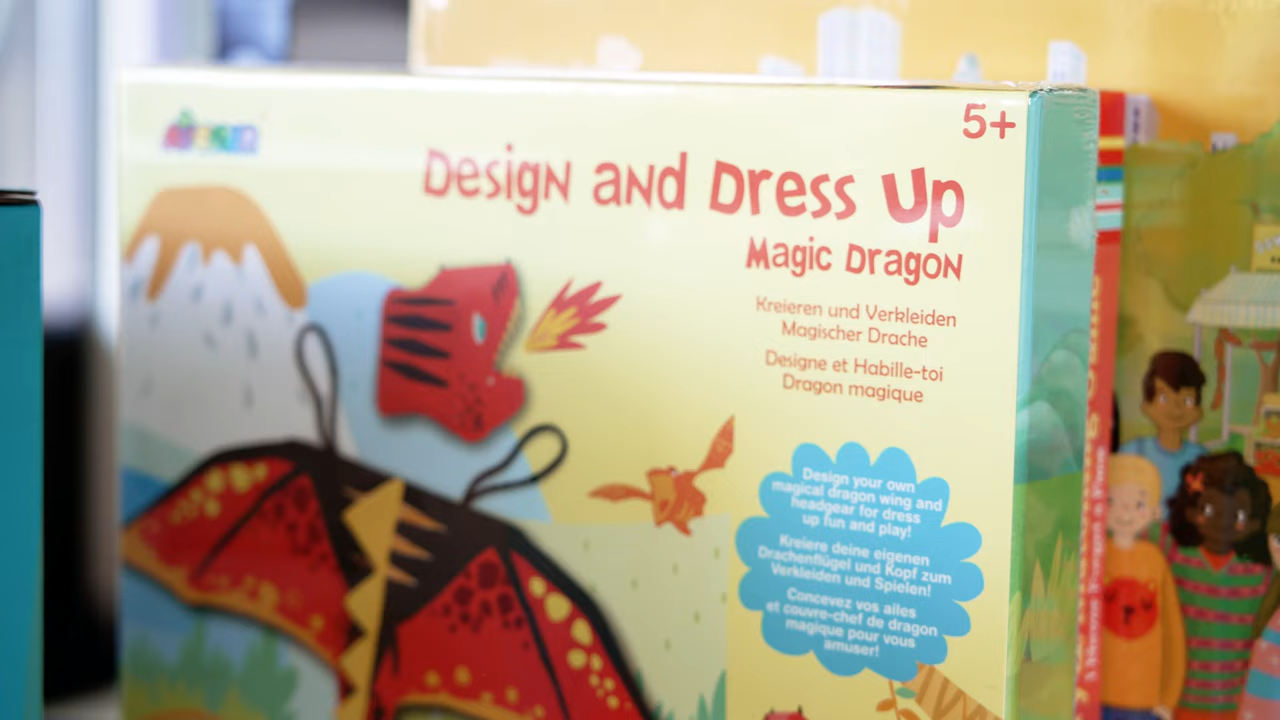 5+
Design and Dress Up
Magic Dragon
Kreieren und Verkleiden
Magischer Drache
Designe et Habille-toi
Dragon magique
Design your own
magical dragon wing and
headgear for dress
up fun and play!
Kreiere deine eigenen
Drachenflügel und Kopf zum
Verkleiden und Spielen!
Concevez vos ailes
et couvre-chef de dragon
magique pour vous
amuser!